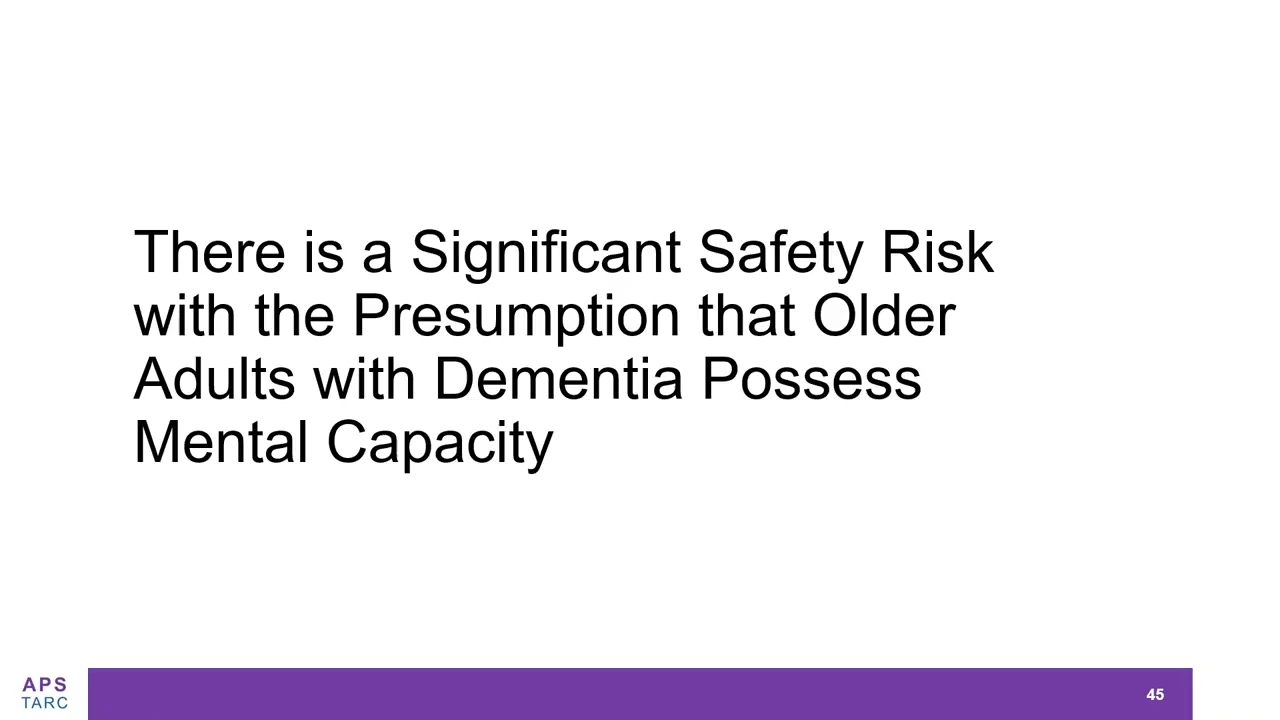 There is a Significant Safety Risk
with the Presumption that Older
Adults with Dementia Possess
Mental Capacity
APS
TARC
45